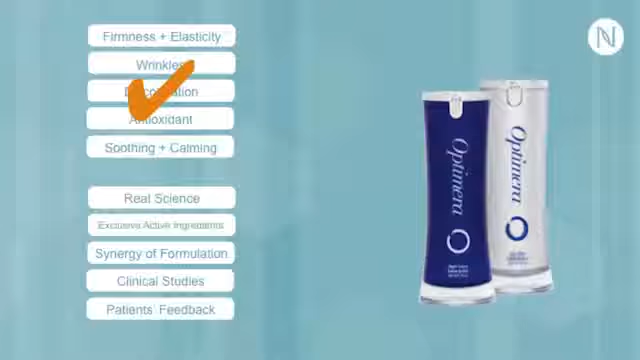 Firmness + Elasticity
Wrinkles
Antioxidant
Soothing + Calming
Real Science
Exclusive Active Ingredients
Synergy of Formulation
Clinical Studies
Patients' Feedback
N
Optimera
Optimera